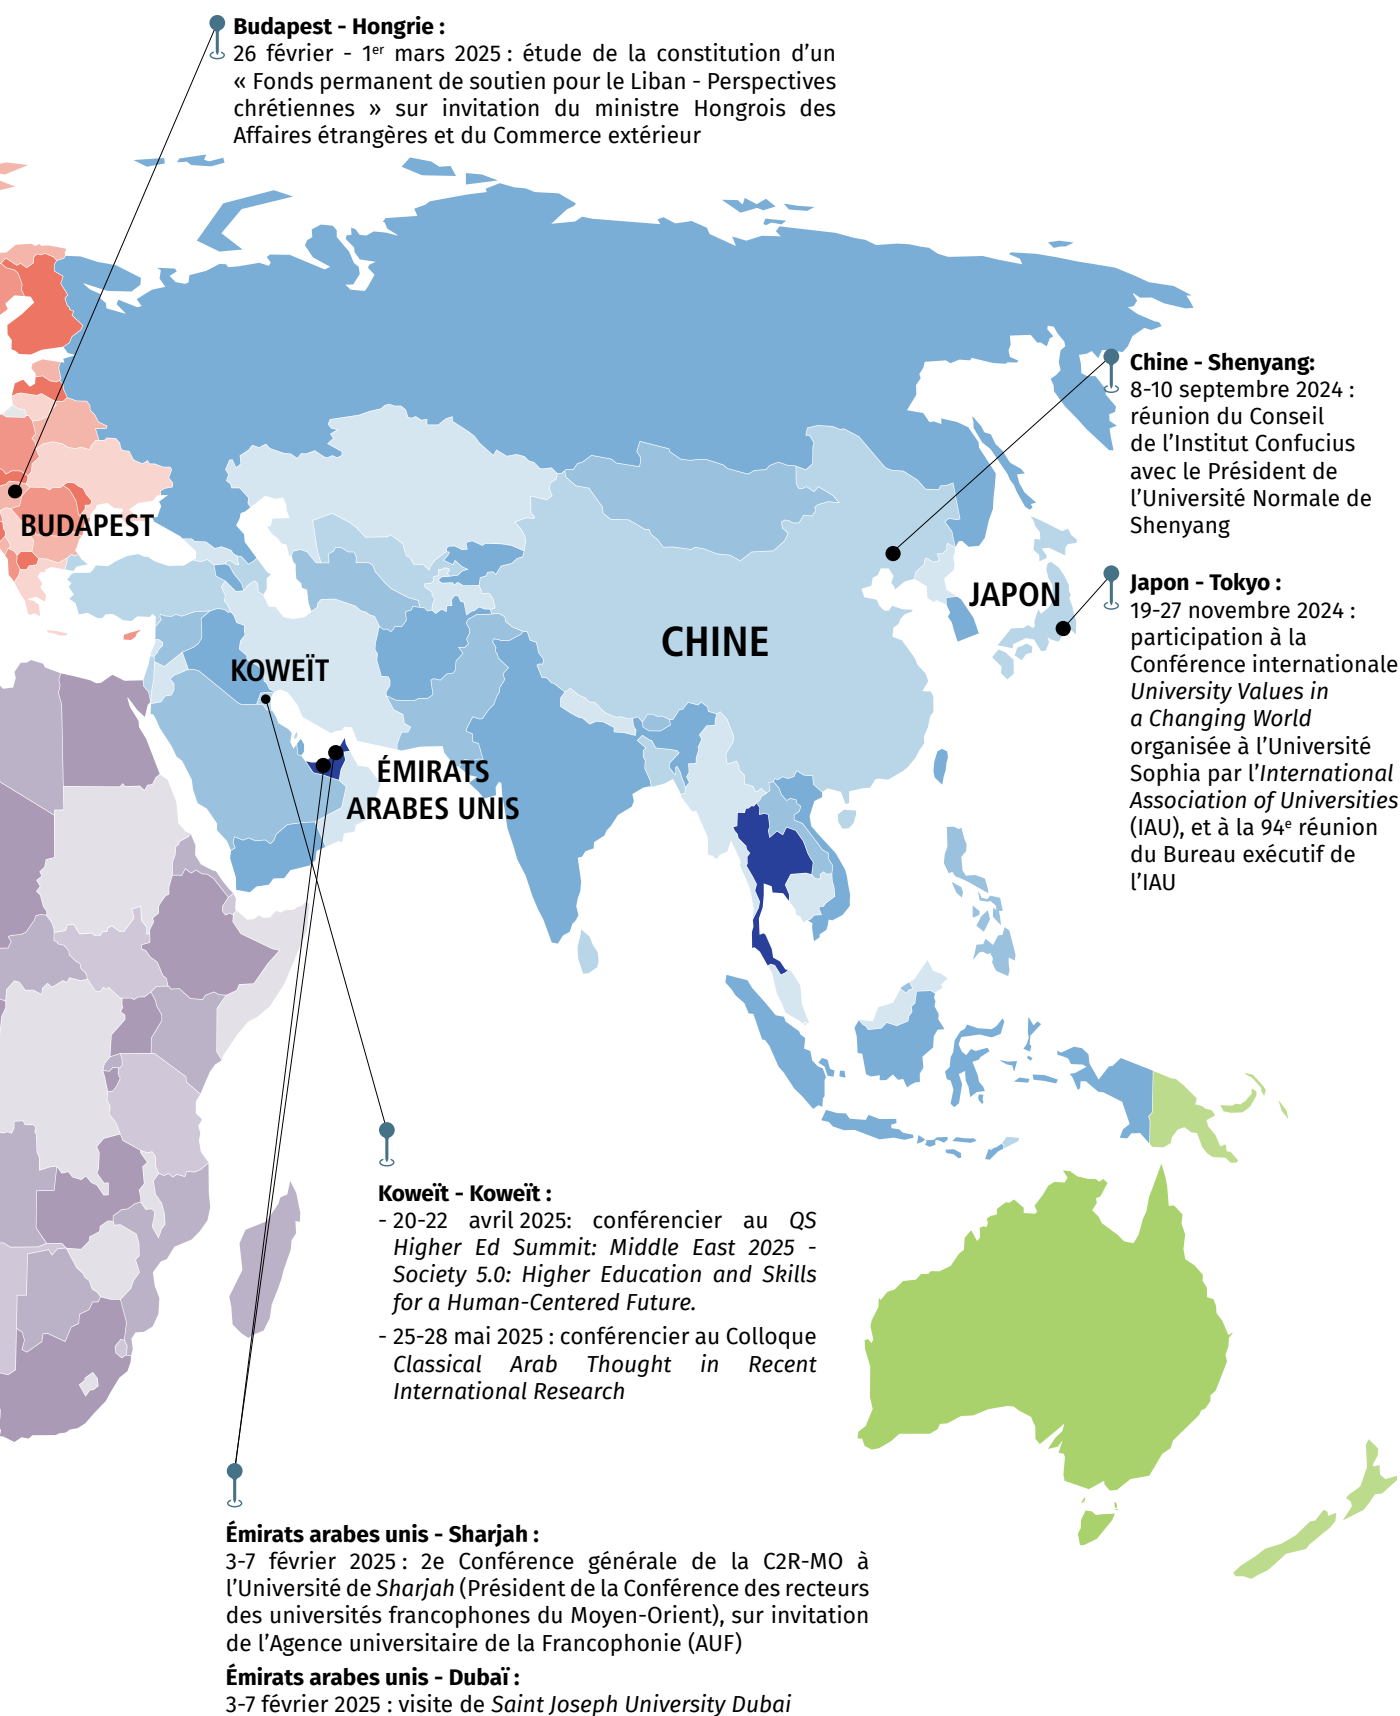 Budapest - Hongrie :
26 février - 1er mars 2025 : étude de la constitution d’un
« Fonds permanent de soutien pour le Liban - Perspectives
chrétiennes » sur invitation du ministre Hongrois des
Affaires étrangères et du Commerce extérieur
Chine - Shenyang:
8-10 septembre 2024 :
réunion du Conseil
de l’Institut Confucius
avec le Président de
l’Université Normale de
Shenyang
BUDAPEST
Japon - Tokyo :
19-27 novembre 2024 :
participation à la
Conférence internationale
University Values in
a Changing World
organisée à l’Université
Sophia par l’International
Association of Universities
(IAU), et à la 94e réunion
du Bureau exécutif de
l’IAU
JAPON
CHINE
KOWEÏT
ÉMIRATS
ARABES UNIS
Koweït - Koweït :
- 20-22 avril 2025: conférencier au QS
Higher Ed Summit: Middle East 2025 -
Society 5.0: Higher Education and Skills
for a Human-Centered Future.
- 25-28 mai 2025 : conférencier au Colloque
Classical Arab Thought in Recent
International Research
Émirats arabes unis - Sharjah :
3-7 février 2025 : 2e Conférence générale de la C2R-MO à
l’Université de Sharjah (Président de la Conférence des recteurs
des universités francophones du Moyen-Orient), sur invitation
de l’Agence universitaire de la Francophonie (AUF)
Émirats arabes unis - Dubaï :
3-7 février 2025 : visite de Saint Joseph University Dubai